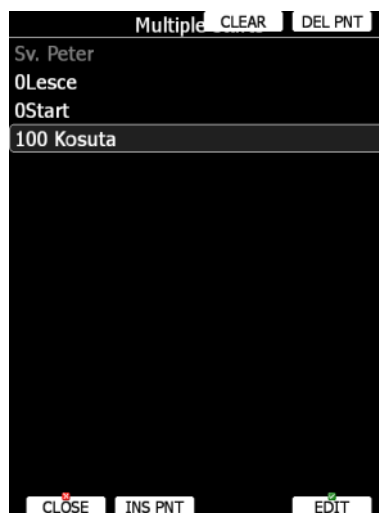 Multiple
CLEAR
DEL PNT
Sv. Peter
0Lesce
0Start
100 Kosuta
CLOSE
INS PNT
EDIT